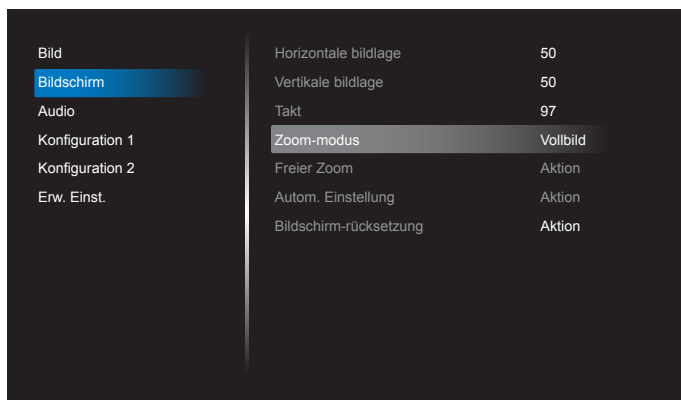 Bild
Bildschirm
Audio
Konfiguration 1
Konfiguration 2
Erw. Einst.
Horizontale bildlage 50
Vertikale bildlage 50
Takt 97
Zoom-modus Vollbild
Freier Zoom Aktion
Autom. Einstellung Aktion
Bildschirm-rücksetzung Aktion